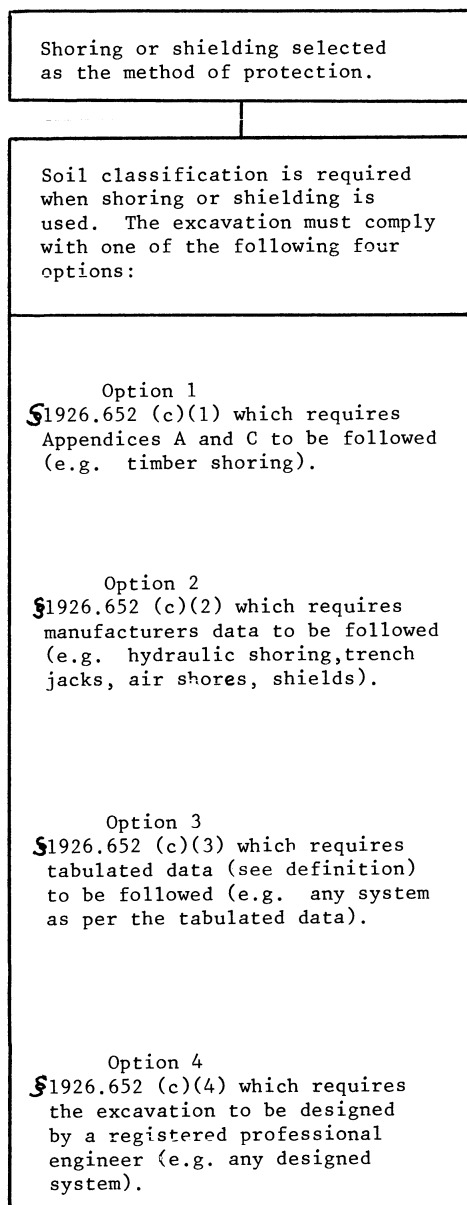 Shoring or shielding selected
as the method of protection.
Soil classification is required
when shoring or shielding is
used. The excavation must comply
with one of the following four
options:
Option 1
§1926.652 (c)(1) which requires
Appendices A and C to be followed
(e.g. timber shoring).
Option 2
§1926.652 (c)(2) which requires
manufacturers data to be followed
(e.g. hydraulic shoring,trench
jacks, air shores, shields).
Option 3
§1926.652 (c)(3) which requires
tabulated data (see definition)
to be followed (e.g. any system
as per the tabulated data).
Option 4
§1926.652 (c)(4) which requires
the excavation to be designed
by a registered professional
engineer (e.g. any designed
system).